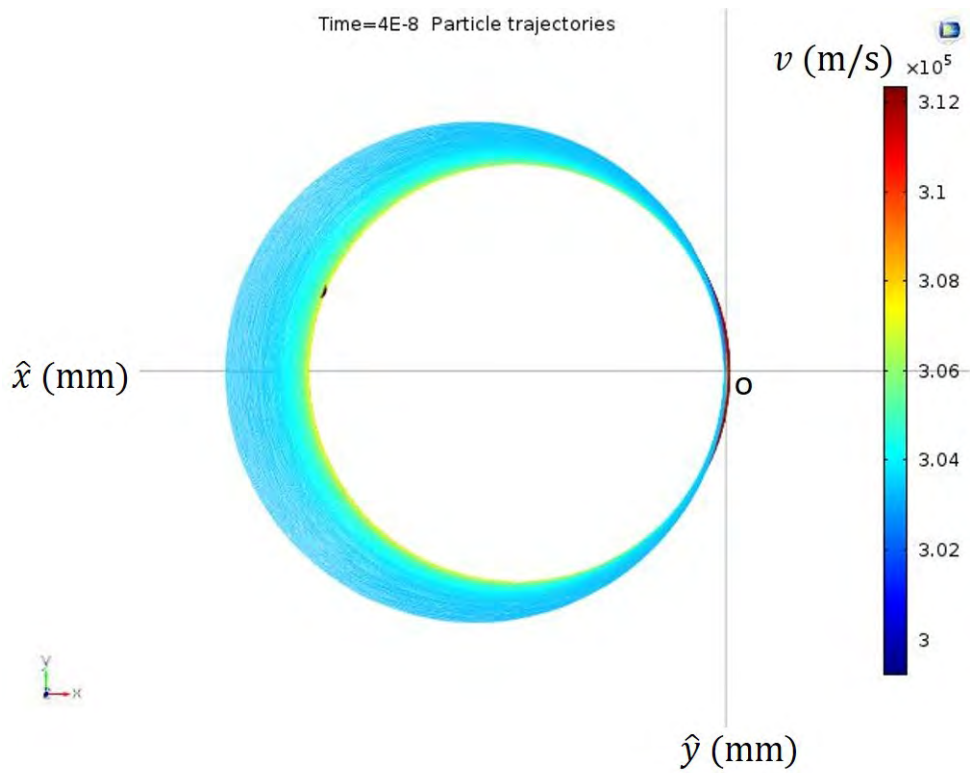 Time=4E-8 Particle trajectories
v (m/s) ×10⁵
3.12
3.1
3.08
3.06
3.04
3.02
3
x̂ (mm)
O
ŷ (mm)
y
z
x